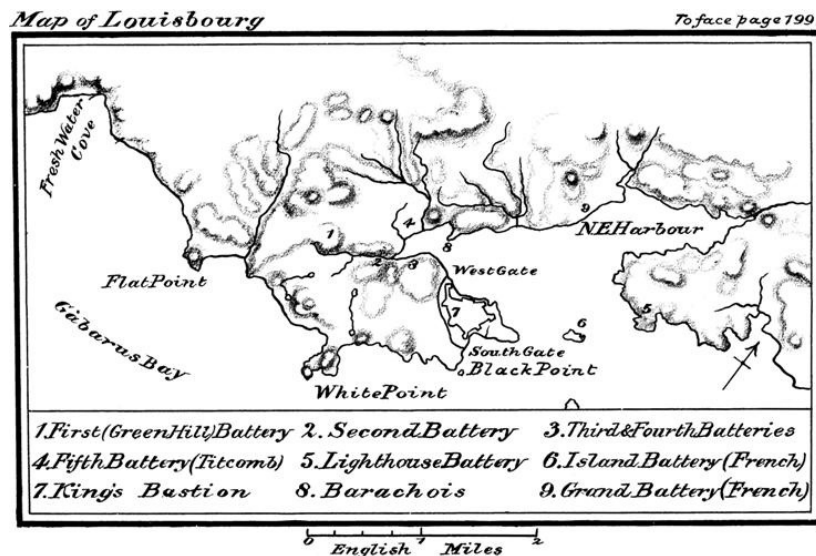 Map of Louisbourg
To face page 199
Fresh Water
Cove
Flat Point
Gabarus Bay
1
2
3
4
8
9
N.E. Harbour
West Gate
7
6
5
South Gate
Black Point
White Point
1. First (Green Hill) Battery 2. Second Battery 3. Third & Fourth Batteries
4. Fifth Battery (Titcomb) 5. Lighthouse Battery 6. Island Battery (French)
7. King's Bastion 8. Barachois 9. Grand Battery (French)
0 1 2
English Miles